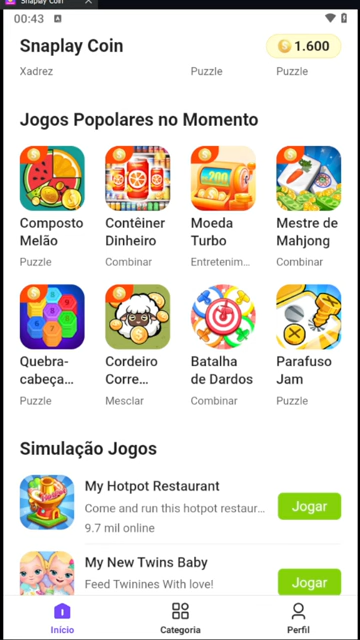 Snaplay Coin
00:43
Snaplay Coin
1.600
Xadrez
Puzzle
Puzzle
Jogos Popolares no Momento
200
Composto Melão
Contêiner Dinheiro
Moeda Turbo
Mestre de Mahjong
Puzzle
Combinar
Entretenim...
Combinar
Quebra-cabeça...
Cordeiro Corre...
Batalha de Dardos
Parafuso Jam
Puzzle
Mesclar
Combinar
Puzzle
Simulação Jogos
My Hotpot Restaurant
Come and run this hotpot restaur...
9.7 mil online
Jogar
My New Twins Baby
Feed Twinines With love!
Jogar
Início
Categoria
Perfil